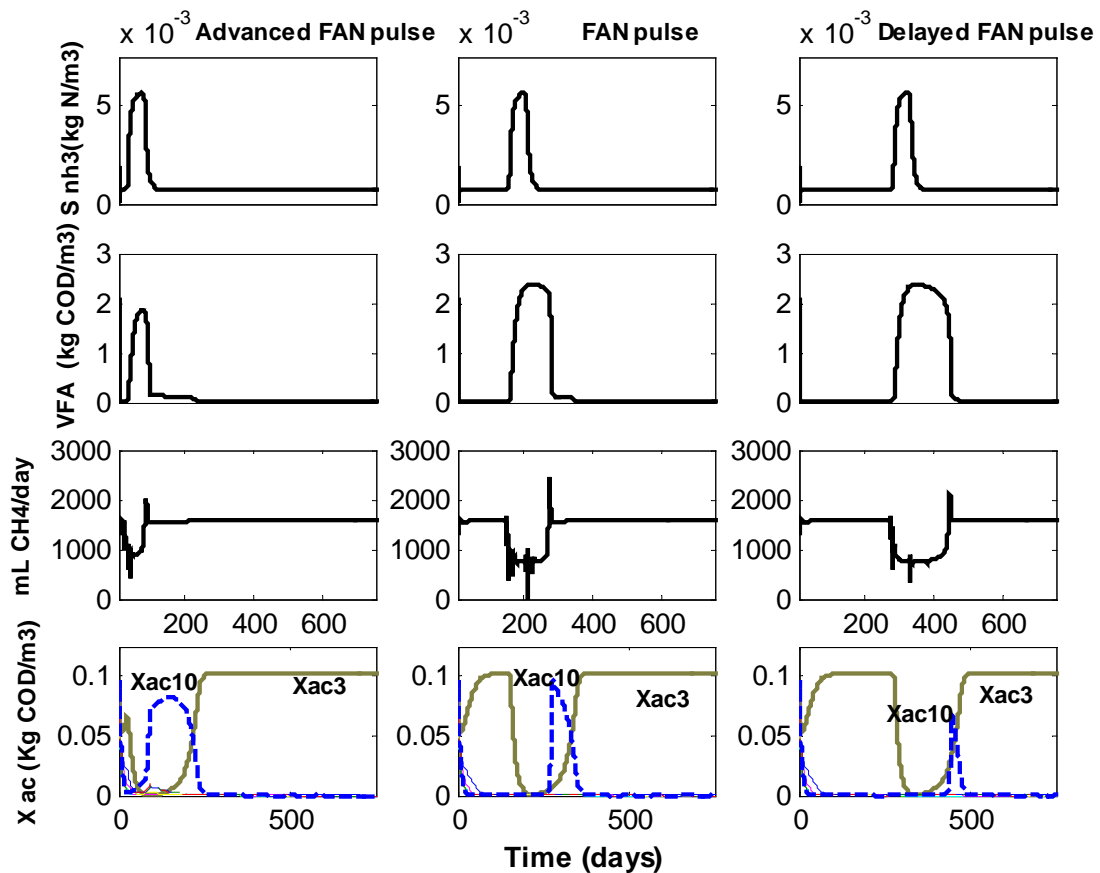 x 10-3 Advanced FAN pulse x 10-3 FAN pulse x 10-3 Delayed FAN pulse
S nh3(kg N/m3)
5 5 5
0 0 0
VFA (kg COD/m3)
3 3 3
2 2 2
1 1 1
0 0 0
mL CH4/day
3000 3000 3000
2000 2000 2000
1000 1000 1000
0 0 0
200 400 600 200 400 600 200 400 600
X ac (Kg COD/m3)
0.1 Xac10 Xac3 0.1 Xac10 Xac3 0.1 Xac10 Xac3
0.05 0.05 0.05
0 0 0
0 500 0 500 0 500
Time (days)